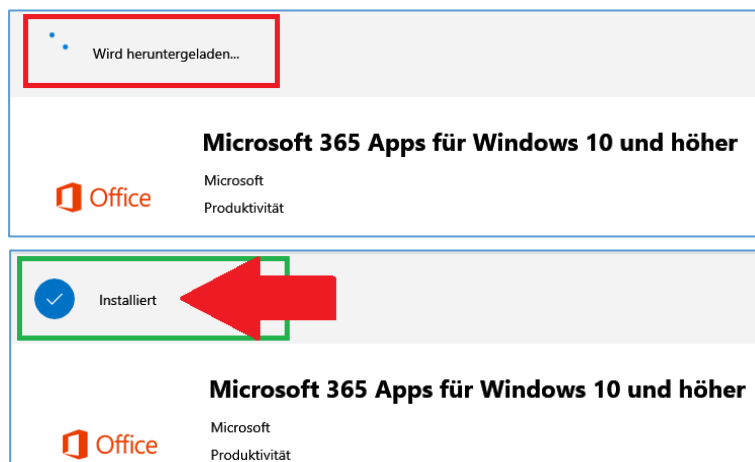 Wird heruntergeladen...
Microsoft 365 Apps für Windows 10 und höher
Office
Microsoft
Produktivität
Installiert
Microsoft 365 Apps für Windows 10 und höher
Office
Microsoft
Produktivität